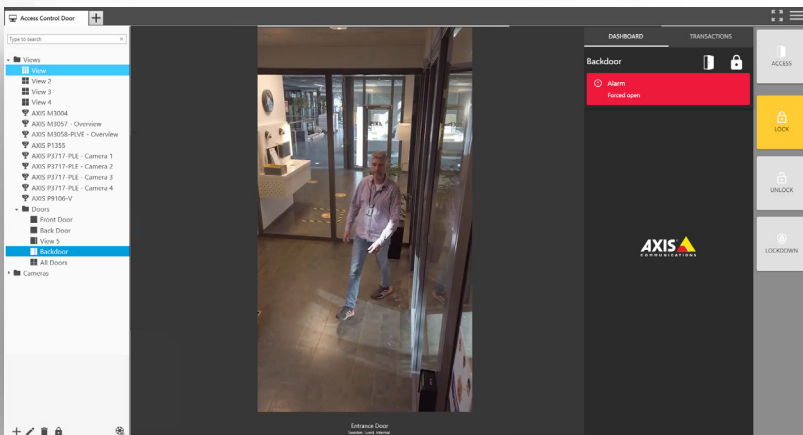 Access Control Door
Type to search
Views
View
View 2
View 3
View 4
AXIS M3004
AXIS M3057 - Overview
AXIS M3058-PLVE - Overview
AXIS P1355
AXIS P3717-PLE - Camera 1
AXIS P3717-PLE - Camera 2
AXIS P3717-PLE - Camera 3
AXIS P3717-PLE - Camera 4
AXIS P9106-V
Doors
Front Door
Back Door
View 5
Backdoor
All Doors
Cameras
Entrance Door
Sweden, Lund, Internal
DASHBOARD
TRANSACTIONS
Backdoor
Alarm
Forced open
AXIS
COMMUNICATIONS
ACCESS
LOCK
UNLOCK
LOCKDOWN